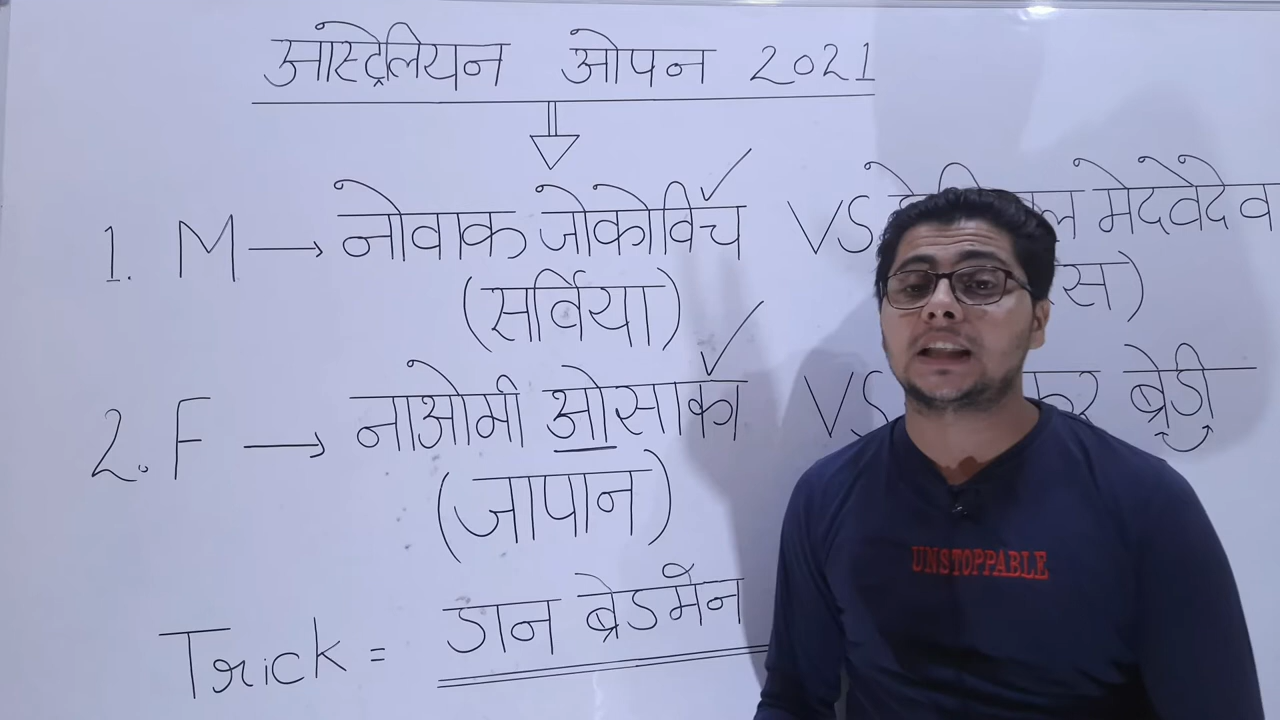 ऑस्ट्रेलियन ओपन 2021
1. M → नोवाक जोकोविच ✓ VS मेदवेदेव
(सर्विया)
2. F → नाओमी ओसाका ✓ VS ब्रेडी
(जापान)
Trick = डान ब्रेडमैन
UNSTOPPABLE